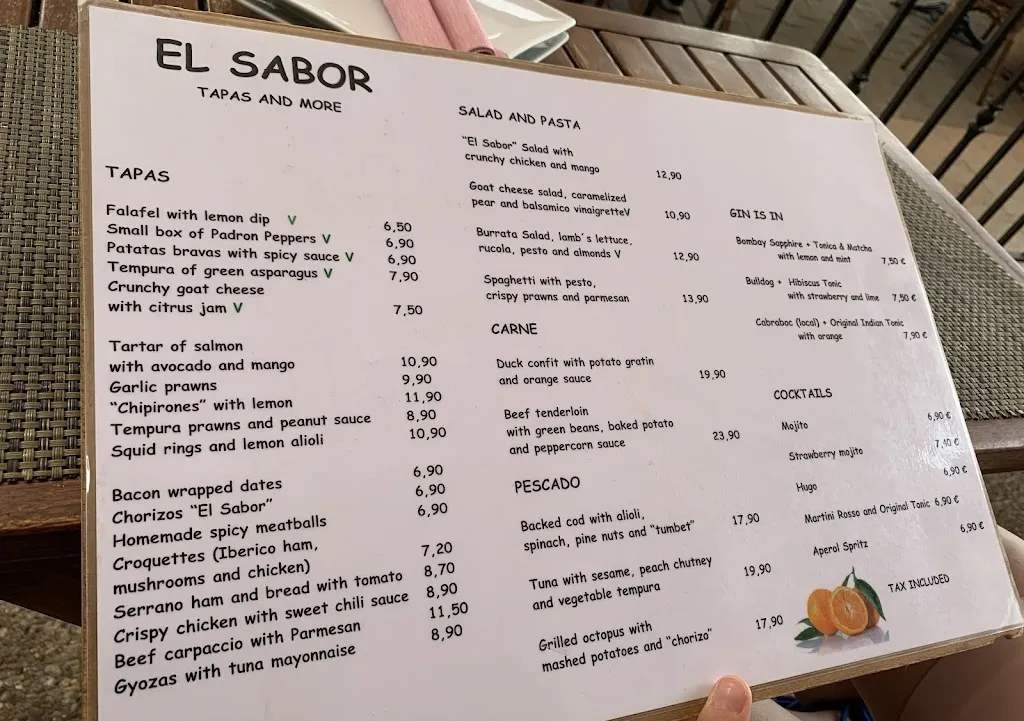 EL SABOR
TAPAS AND MORE
TAPAS
Falafel with lemon dip V 6,50
Small box of Padron Peppers V 6,90
Patatas bravas with spicy sauce V 6,90
Tempura of green asparagus V 7,90
Crunchy goat cheese
with citrus jam V 7,50
Tartar of salmon
with avocado and mango 10,90
Garlic prawns 9,90
“Chipirones” with lemon 11,90
Tempura prawns and peanut sauce 8,90
Squid rings and lemon alioli 10,90
Bacon wrapped dates 6,90
Chorizos “El Sabor” 6,90
Homemade spicy meatballs 6,90
Croquettes (Iberico ham,
mushrooms and chicken) 7,20
Serrano ham and bread with tomato 8,70
Crispy chicken with sweet chili sauce 8,90
Beef carpaccio with Parmesan 11,50
Gyozas with tuna mayonnaise 8,90
SALAD AND PASTA
“El Sabor” Salad with
crunchy chicken and mango 12,90
Goat cheese salad, caramelized
pear and balsamico vinaigretteV 10,90
Burrata Salad, lamb´s lettuce,
rucola, pesto and almonds V 12,90
Spaghetti with pesto,
crispy prawns and parmesan 13,90
CARNE
Duck confit with potato gratin
and orange sauce 19,90
Beef tenderloin
with green beans, baked potato
and peppercorn sauce 23,90
PESCADO
Backed cod with alioli,
spinach, pine nuts and “tumbet” 17,90
Tuna with sesame, peach chutney
and vegetable tempura 19,90
Grilled octopus with
mashed potatoes and “chorizo” 17,90
GIN IS IN
Bombay Sapphire + Tonica & Matcha
with lemon and mint 7,50 €
Bulldog + Hibiscus Tonic
with strawberry and lime 7,50 €
Cabraboc (local) + Original Indian Tonic
with orange 7,90 €
COCKTAILS
Mojito 6,90 €
Strawberry mojito 7,40 €
Hugo 6,90 €
Martini Rosso and Original Tonic 6,90 €
Aperol Spritz 6,90 €
TAX INCLUDED